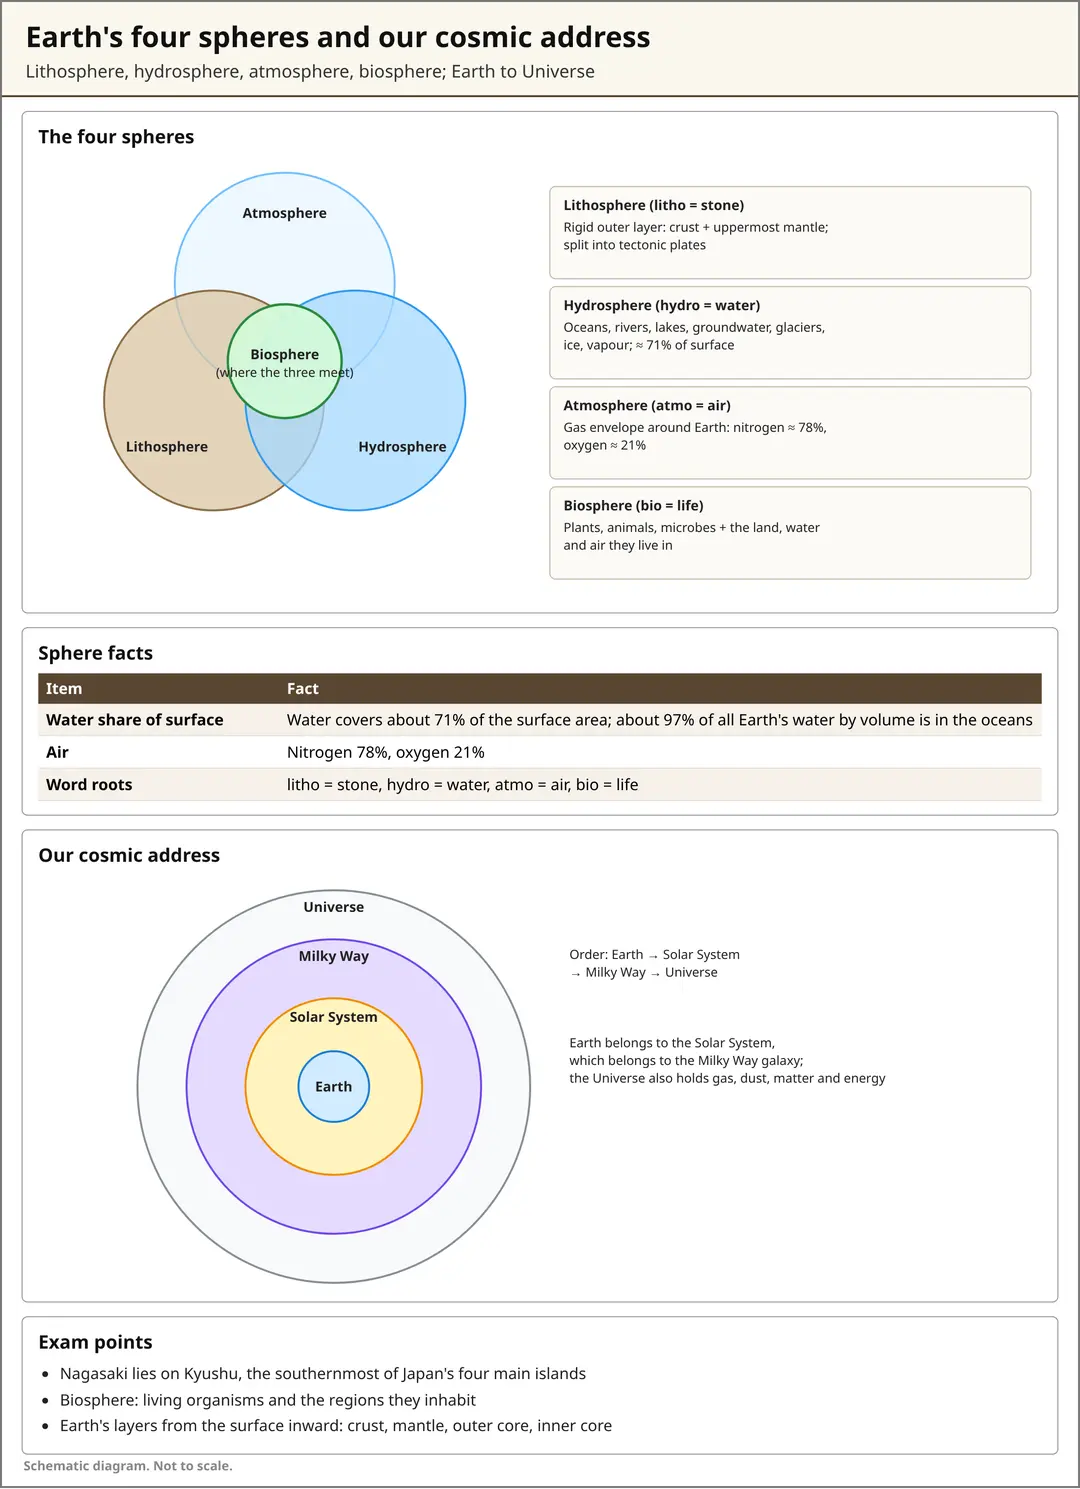 Earth's four spheres and our cosmic address
Lithosphere, hydrosphere, atmosphere, biosphere; Earth to Universe
The four spheres
Atmosphere
Biosphere
(where the three meet)
Lithosphere
Hydrosphere
Lithosphere (litho = stone)
Rigid outer layer: crust + uppermost mantle;
split into tectonic plates
Hydrosphere (hydro = water)
Oceans, rivers, lakes, groundwater, glaciers,
ice, vapour; ≈ 71% of surface
Atmosphere (atmo = air)
Gas envelope around Earth: nitrogen ≈ 78%,
oxygen ≈ 21%
Biosphere (bio = life)
Plants, animals, microbes + the land, water
and air they live in
Sphere facts
Item Fact
Water share of surface Water covers about 71% of the surface area; about 97% of all Earth's water by volume is in the oceans
Air Nitrogen 78%, oxygen 21%
Word roots litho = stone, hydro = water, atmo = air, bio = life
Our cosmic address
Universe
Milky Way
Solar System
Earth
Order: Earth → Solar System
→ Milky Way → Universe
Earth belongs to the Solar System,
which belongs to the Milky Way galaxy;
the Universe also holds gas, dust, matter and energy
Exam points
• Nagasaki lies on Kyushu, the southernmost of Japan's four main islands
• Biosphere: living organisms and the regions they inhabit
• Earth's layers from the surface inward: crust, mantle, outer core, inner core
Schematic diagram. Not to scale.